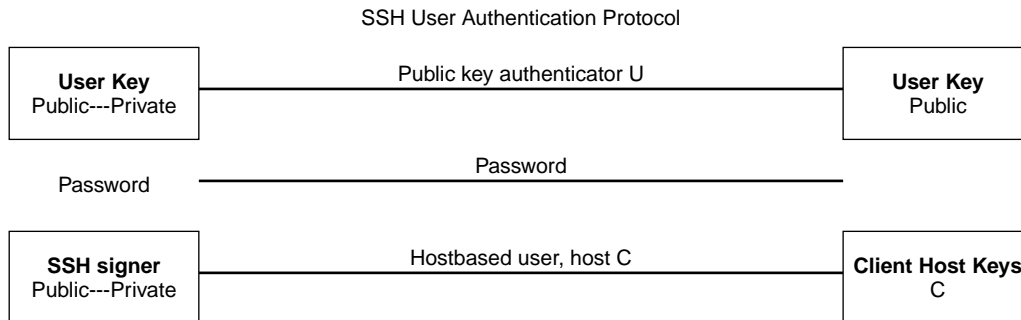 SSH User Authentication Protocol
User Key
Public---Private
Public key authenticator U
User Key
Public
Password
Password
SSH signer
Public---Private
Hostbased user, host C
Client Host Keys
C